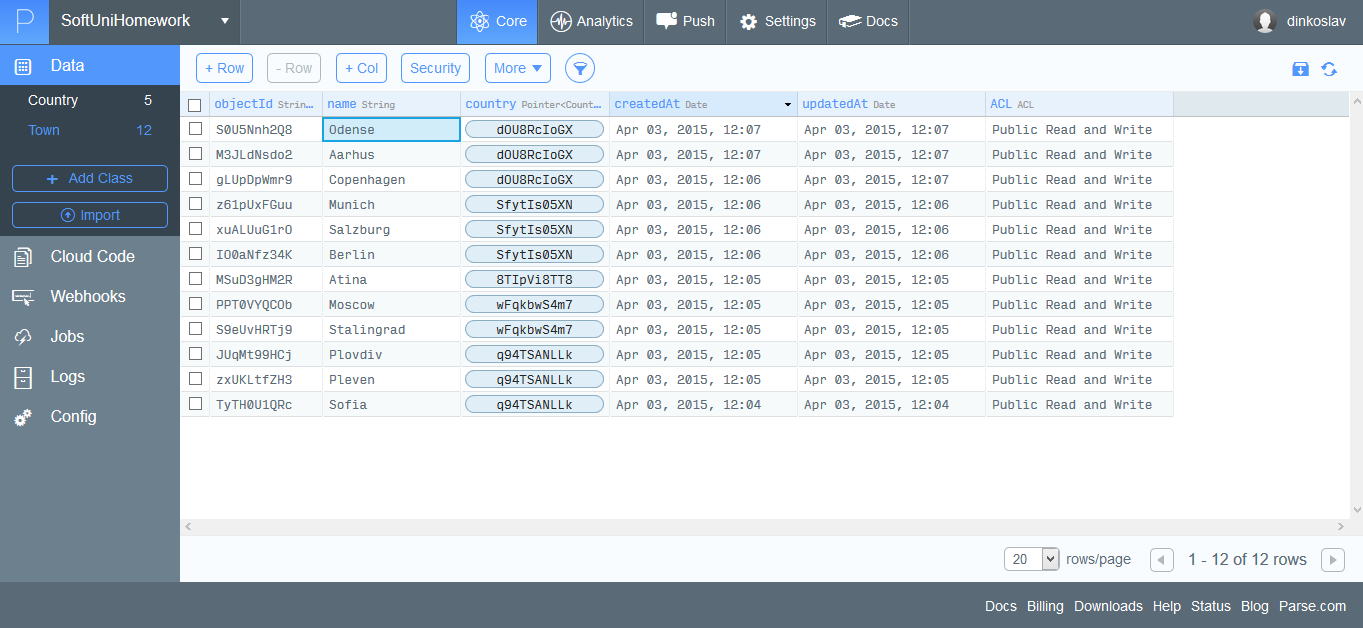 P SoftUniHomework Core Analytics Push Settings Docs dinkoslav
Data
Country 5
Town 12
+ Add Class
Import
Cloud Code
Webhooks
Jobs
Logs
Config
+ Row - Row + Col Security More
objectId Strin... name String country Pointer<Count... createdAt Date updatedAt Date ACL ACL
S0U5Nnh2Q8 Odense dOU8RcIoGX Apr 03, 2015, 12:07 Apr 03, 2015, 12:07 Public Read and Write
M3JLdNsdo2 Aarhus dOU8RcIoGX Apr 03, 2015, 12:07 Apr 03, 2015, 12:07 Public Read and Write
gLUpDpWmr9 Copenhagen dOU8RcIoGX Apr 03, 2015, 12:06 Apr 03, 2015, 12:07 Public Read and Write
z61pUxFGuu Munich SfytIs05XN Apr 03, 2015, 12:06 Apr 03, 2015, 12:06 Public Read and Write
xuALUuG1rO Salzburg SfytIs05XN Apr 03, 2015, 12:06 Apr 03, 2015, 12:06 Public Read and Write
IO0aNfz34K Berlin SfytIs05XN Apr 03, 2015, 12:06 Apr 03, 2015, 12:06 Public Read and Write
MSuD3gHM2R Atina 8TIpVi8TT8 Apr 03, 2015, 12:05 Apr 03, 2015, 12:06 Public Read and Write
PPT0VYQCOb Moscow wFqkbwS4m7 Apr 03, 2015, 12:05 Apr 03, 2015, 12:05 Public Read and Write
S9eUvHRTj9 Stalingrad wFqkbwS4m7 Apr 03, 2015, 12:05 Apr 03, 2015, 12:05 Public Read and Write
JUqMt99HCj Plovdiv q94TSANLLk Apr 03, 2015, 12:05 Apr 03, 2015, 12:05 Public Read and Write
zxUKLtfZH3 Pleven q94TSANLLk Apr 03, 2015, 12:05 Apr 03, 2015, 12:05 Public Read and Write
TyTH0U1QRc Sofia q94TSANLLk Apr 03, 2015, 12:04 Apr 03, 2015, 12:04 Public Read and Write
20 rows/page 1 - 12 of 12 rows
Docs Billing Downloads Help Status Blog Parse.com